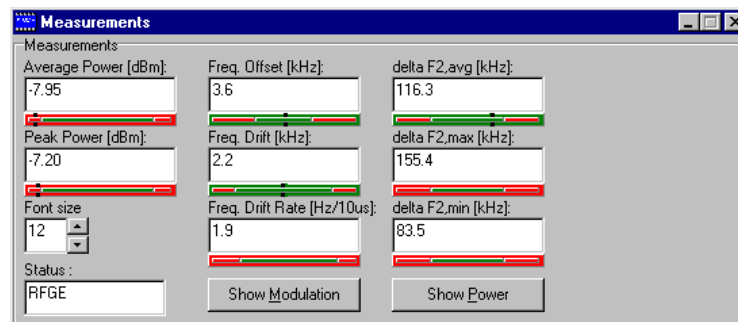 Measurements
Measurements
Average Power [dBm]:
-7.95
Freq. Offset [kHz]:
3.6
delta F2,avg [kHz]:
116.3
Peak Power [dBm]:
-7.20
Freq. Drift [kHz]:
2.2
delta F2,max [kHz]:
155.4
Font size
12
Freq. Drift Rate [Hz/10us]:
1.9
delta F2,min [kHz]:
83.5
Status :
RFGE
Show Modulation
Show Power